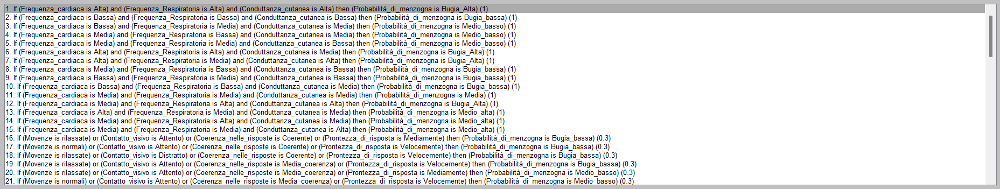 1. If (Frequenza_cardiaca is Alta) and (Frequenza_Respiratoria is Alta) and (Conduttanza_cutanea is Alta) then (Probabilità_di_menzogna is Bugia_Alta) (1)
2. If (Frequenza_cardiaca is Bassa) and (Frequenza_Respiratoria is Bassa) and (Conduttanza_cutanea is Bassa) then (Probabilità_di_menzogna is Bugia_bassa) (1)
3. If (Frequenza_cardiaca is Bassa) and (Frequenza_Respiratoria is Media) and (Conduttanza_cutanea is Media) then (Probabilità_di_menzogna is Medio_basso) (1)
4. If (Frequenza_cardiaca is Media) and (Frequenza_Respiratoria is Bassa) and (Conduttanza_cutanea is Media) then (Probabilità_di_menzogna is Medio_basso) (1)
5. If (Frequenza_cardiaca is Media) and (Frequenza_Respiratoria is Media) and (Conduttanza_cutanea is Bassa) then (Probabilità_di_menzogna is Medio_basso) (1)
6. If (Frequenza_cardiaca is Alta) and (Frequenza_Respiratoria is Alta) and (Conduttanza_cutanea is Media) then (Probabilità_di_menzogna is Bugia_Alta) (1)
7. If (Frequenza_cardiaca is Alta) and (Frequenza_Respiratoria is Media) and (Conduttanza_cutanea is Alta) then (Probabilità_di_menzogna is Bugia_Alta) (1)
8. If (Frequenza_cardiaca is Media) and (Frequenza_Respiratoria is Bassa) and (Conduttanza_cutanea is Bassa) then (Probabilità_di_menzogna is Bugia_bassa) (1)
9. If (Frequenza_cardiaca is Bassa) and (Frequenza_Respiratoria is Media) and (Conduttanza_cutanea is Bassa) then (Probabilità_di_menzogna is Bugia_bassa) (1)
10. If (Frequenza_cardiaca is Bassa) and (Frequenza_Respiratoria is Bassa) and (Conduttanza_cutanea is Media) then (Probabilità_di_menzogna is Bugia_bassa) (1)
11. If (Frequenza_cardiaca is Media) and (Frequenza_Respiratoria is Media) and (Conduttanza_cutanea is Media) then (Probabilità_di_menzogna is Media) (1)
12. If (Frequenza_cardiaca is Media) and (Frequenza_Respiratoria is Alta) and (Conduttanza_cutanea is Alta) then (Probabilità_di_menzogna is Bugia_Alta) (1)
13. If (Frequenza_cardiaca is Alta) and (Frequenza_Respiratoria is Media) and (Conduttanza_cutanea is Media) then (Probabilità_di_menzogna is Medio_alta) (1)
14. If (Frequenza_cardiaca is Media) and (Frequenza_Respiratoria is Alta) and (Conduttanza_cutanea is Media) then (Probabilità_di_menzogna is Medio_alta) (1)
15. If (Frequenza_cardiaca is Media) and (Frequenza_Respiratoria is Media) and (Conduttanza_cutanea is Alta) then (Probabilità_di_menzogna is Medio_alta) (1)
16. If (Movenze is rilassate) or (Contatto_visivo is Attento) or (Coerenza_nelle_risposte is Coerente) or (Prontezza_di_risposta is Mediamente) then (Probabilità_di_menzogna is Bugia_bassa) (0.3)
17. If (Movenze is normali) or (Contatto_visivo is Attento) or (Coerenza_nelle_risposte is Coerente) or (Prontezza_di_risposta is Velocemente) then (Probabilità_di_menzogna is Bugia_bassa) (0.3)
18. If (Movenze is rilassate) or (Contatto_visivo is Distratto) or (Coerenza_nelle_risposte is Coerente) or (Prontezza_di_risposta is Velocemente) then (Probabilità_di_menzogna is Bugia_bassa) (0.3)
19. If (Movenze is rilassate) or (Contatto_visivo is Attento) or (Coerenza_nelle_risposte is Media_coerenza) or (Prontezza_di_risposta is Velocemente) then (Probabilità_di_menzogna is Bugia_bassa) (0.3)
20. If (Movenze is rilassate) or (Contatto_visivo is Attento) or (Coerenza_nelle_risposte is Media_coerenza) or (Prontezza_di_risposta is Mediamente) then (Probabilità_di_menzogna is Medio_basso) (0.3)
21. If (Movenze is normali) or (Contatto_visivo is Attento) or (Coerenza_nelle_risposte is Media_coerenza) or (Prontezza_di_risposta is Velocemente) then (Probabilità_di_menzogna is Medio_basso) (0.3)